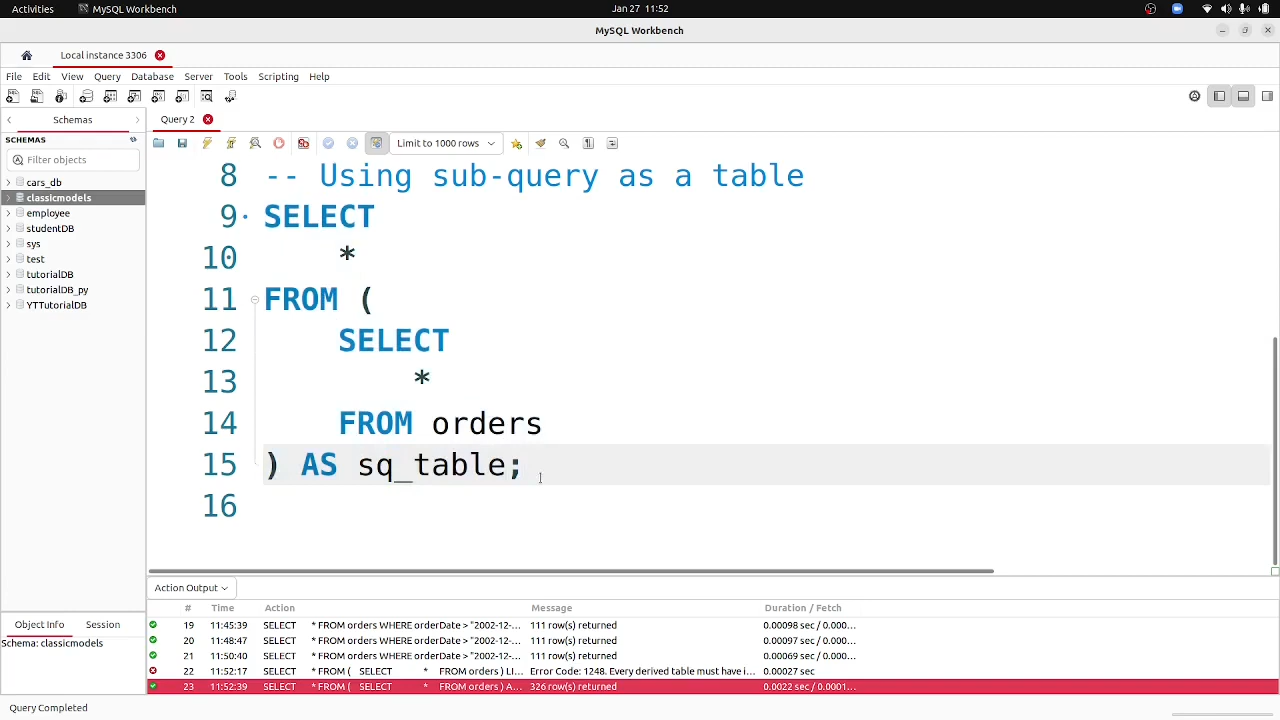 Activities MySQL Workbench Jan 27 11:52
MySQL Workbench
Local instance 3306
File Edit View Query Database Server Tools Scripting Help
Schemas Query 2
SCHEMAS
Limit to 1000 rows
Filter objects
cars_db
classicmodels
employee
studentDB
sys
test
tutorialDB
tutorialDB_py
YTTutorialDB
8 -- Using sub-query as a table
9 SELECT
10 *
11 FROM (
12 SELECT
13 *
14 FROM orders
15 ) AS sq_table;
16
Action Output
# Time Action Message Duration / Fetch
19 11:45:39 SELECT * FROM orders WHERE orderDate > "2002-12-... 111 row(s) returned 0.00098 sec / 0.000...
20 11:48:47 SELECT * FROM orders WHERE orderDate > "2002-12-... 111 row(s) returned 0.00097 sec / 0.000...
21 11:50:40 SELECT * FROM orders WHERE orderDate > "2002-12-... 111 row(s) returned 0.00069 sec / 0.000...
22 11:52:17 SELECT * FROM ( SELECT * FROM orders ) LI... Error Code: 1248. Every derived table must have i... 0.00027 sec
23 11:52:39 SELECT * FROM ( SELECT * FROM orders ) A... 326 row(s) returned 0.0022 sec / 0.0001...
Object Info Session
Schema: classicmodels
Query Completed